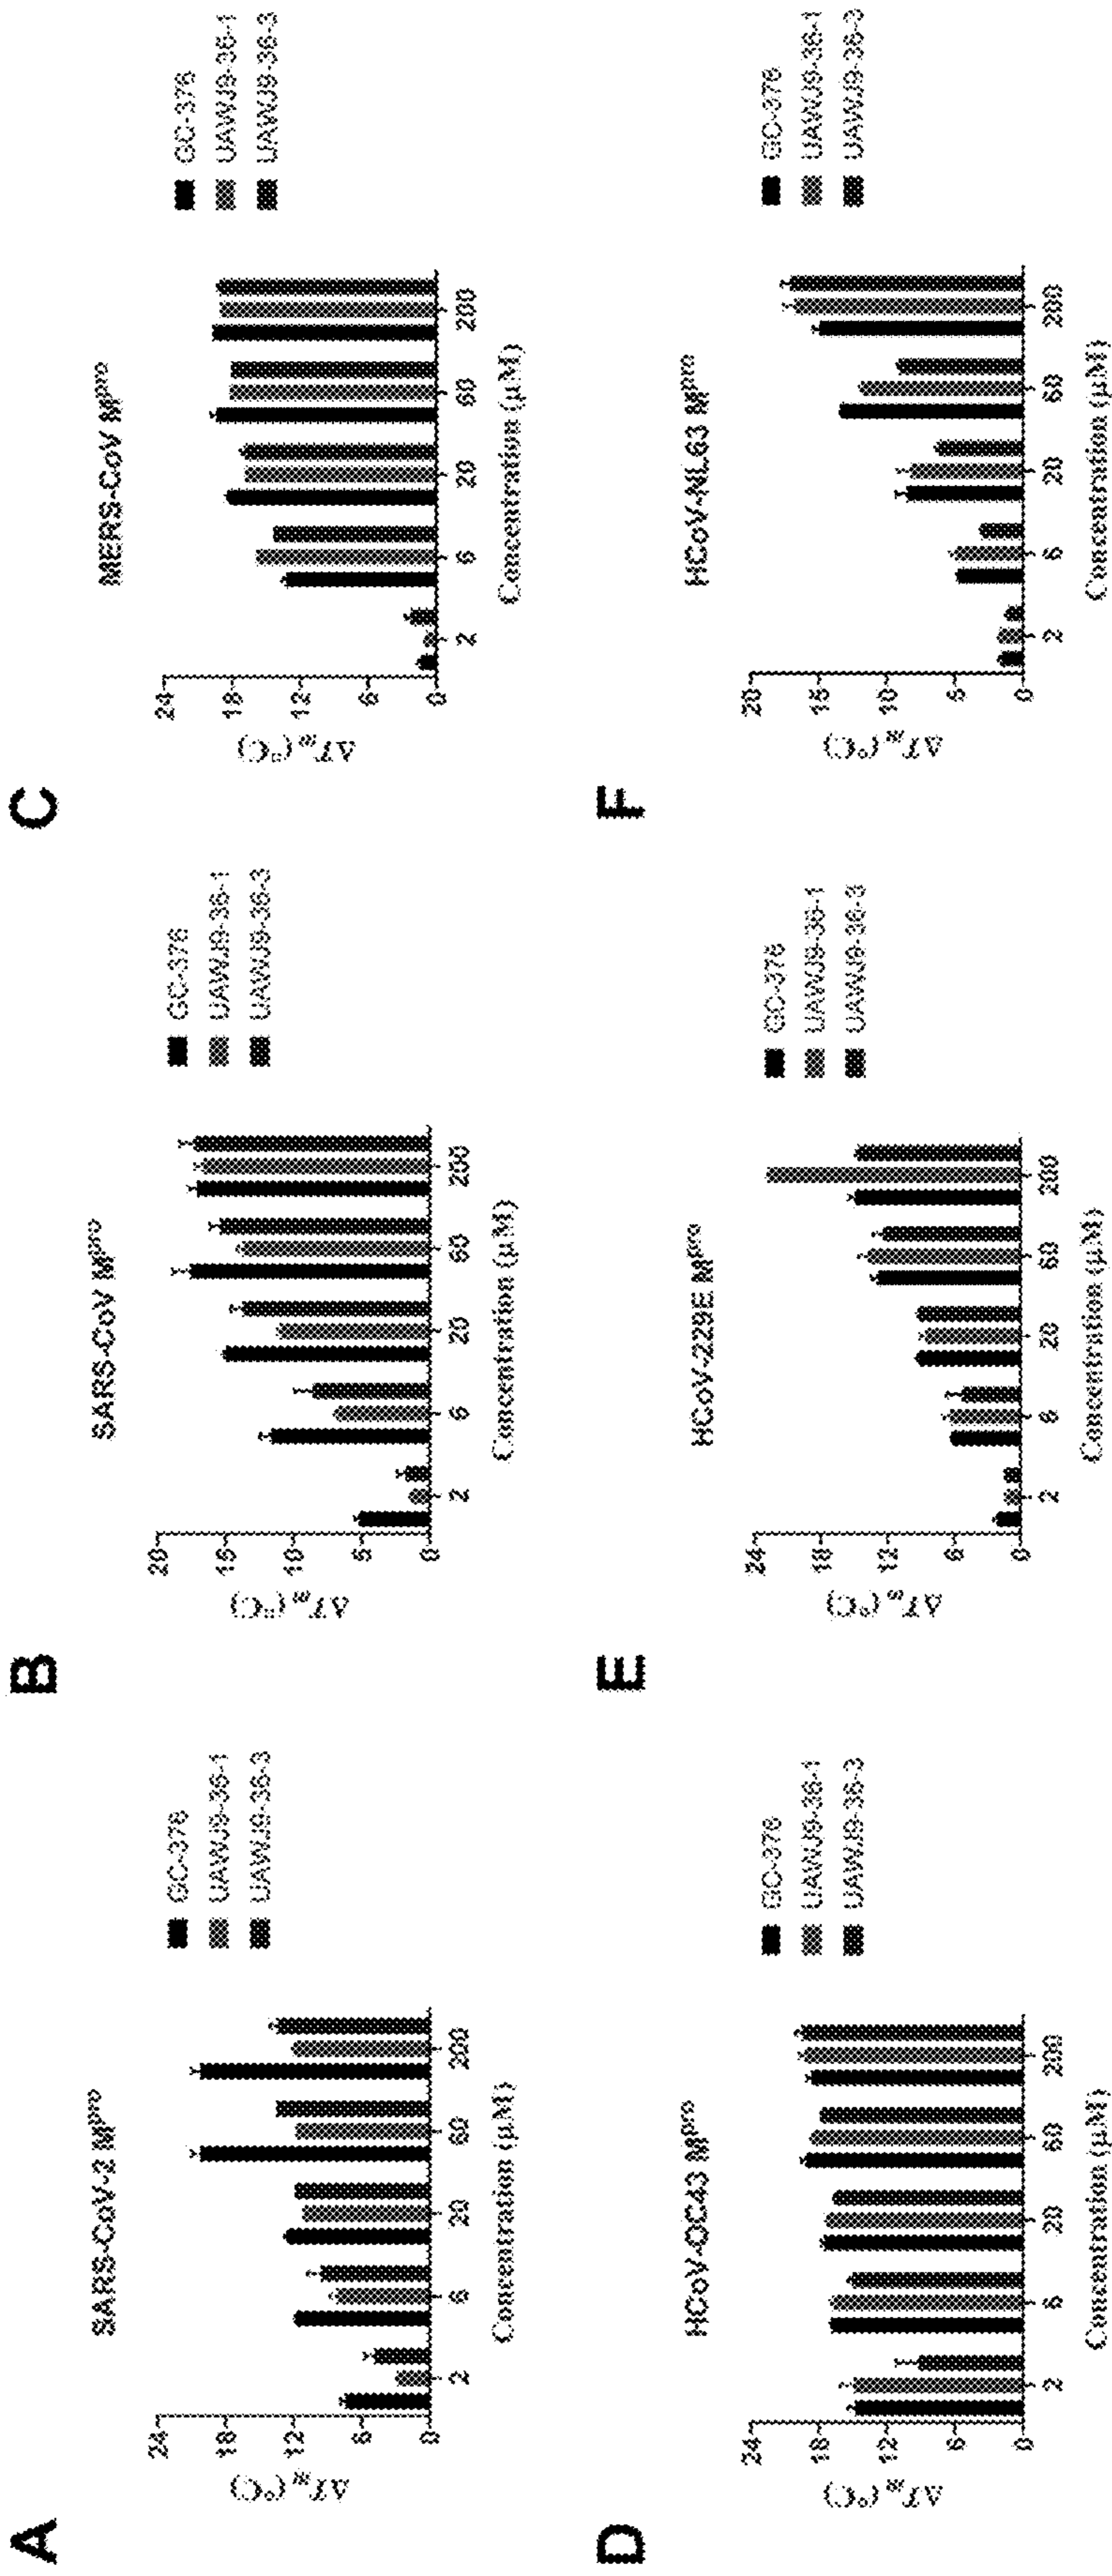 A
SARS-CoV-2 Mpro
GC-376
UAWJ9-36-1
UAWJ9-36-3
ΔTm (°C)
24
18
12
6
0
2
6
20
60
200
Concentration (μM)
B
SARS-CoV Mpro
GC-376
UAWJ9-36-1
UAWJ9-36-3
ΔTm (°C)
20
15
10
5
0
2
6
20
60
200
Concentration (μM)
C
MERS-CoV Mpro
GC-376
UAWJ9-36-1
UAWJ9-36-3
ΔTm (°C)
24
18
12
6
0
2
6
20
60
200
Concentration (μM)
D
HCoV-OC43 Mpro
GC-376
UAWJ9-36-1
UAWJ9-36-3
ΔTm (°C)
24
18
12
6
0
2
6
20
60
200
Concentration (μM)
E
HCoV-229E Mpro
GC-376
UAWJ9-36-1
UAWJ9-36-3
ΔTm (°C)
24
18
12
6
0
2
6
20
60
200
Concentration (μM)
F
HCoV-NL63 Mpro
GC-376
UAWJ9-36-1
UAWJ9-36-3
ΔTm (°C)
20
15
10
5
0
2
6
20
60
200
Concentration (μM)